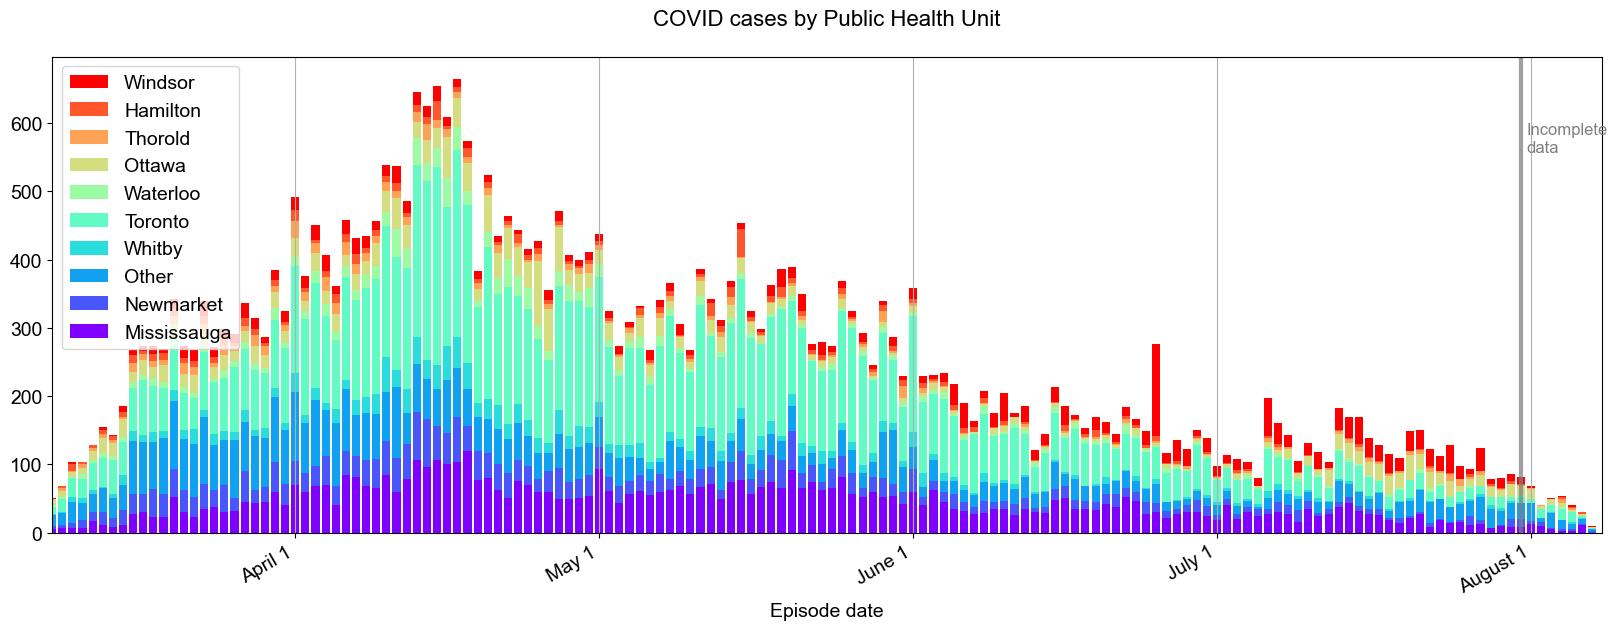 COVID cases by Public Health Unit
Windsor
Hamilton
Thorold
Ottawa
Waterloo
Toronto
Whitby
Other
Newmarket
Mississauga
Incomplete
data
600
500
400
300
200
100
0
April 1
May 1
June 1
July 1
August 1
Episode date